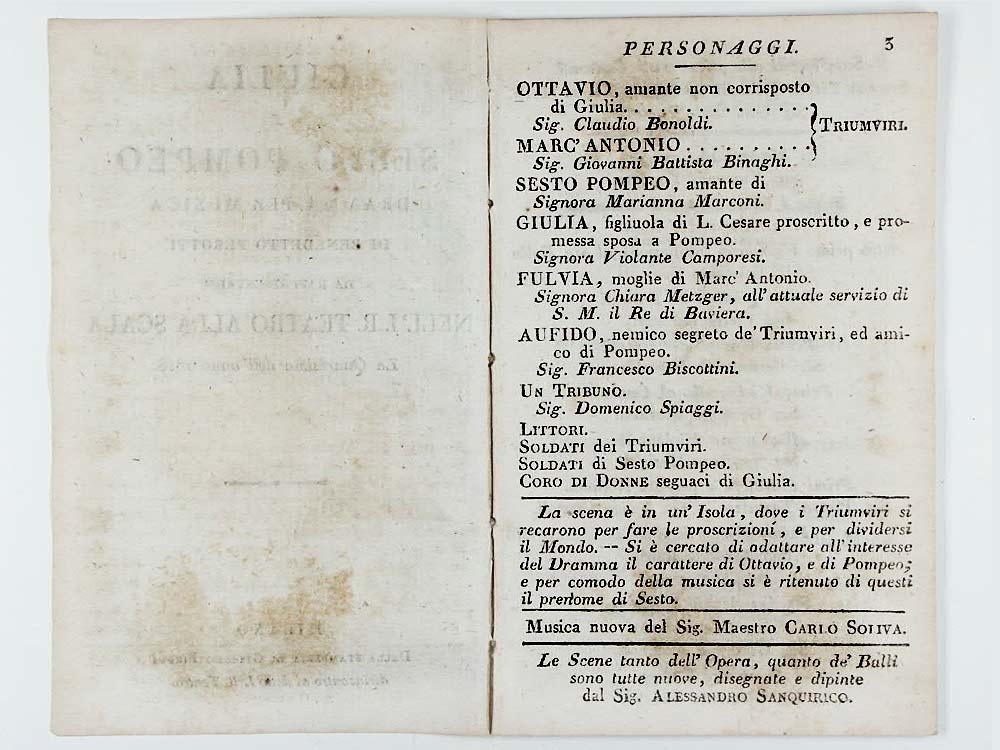 PERSONAGGI. 3
OTTAVIO, amante non corrisposto
di Giulia. . . . . . . . . . . . . . .
Sig. Claudio Bonoldi.
TRIUMVIRI.
MARC' ANTONIO . . . . . . . . . .
Sig. Giovanni Battista Binaghi.
SESTO POMPEO, amante di
Signora Marianna Marconi.
GIULIA, figliuola di L. Cesare proscritto, e pro-
messa sposa a Pompeo.
Signora Violante Camporesi.
FULVIA, moglie di Marc' Antonio.
Signora Chiara Metzger, all' attuale servizio di
S. M. il Re di Baviera.
AUFIDO, nemico segreto de' Triumviri, ed ami-
co di Pompeo.
Sig. Francesco Biscottini.
UN TRIBUNO.
Sig. Domenico Spiaggi.
LITTORI.
SOLDATI dei Triumviri.
SOLDATI di Sesto Pompeo.
CORO DI DONNE seguaci di Giulia.
La scena è in un' Isola, dove i Triumviri si
recarono per fare le proscrizioni, e per dividersi
il Mondo. -- Si è cercato di adattare all' interesse
del Dramma il carattere di Ottavio, e di Pompeo;
e per comodo della musica si è ritenuto di questi
il prenome di Sesto.
Musica nuova del Sig. Maestro CARLO SOLIVA.
Le Scene tanto dell' Opera, quanto de' Balli
sono tutte nuove, disegnate e dipinte
dal Sig. ALESSANDRO SANQUIRICO.